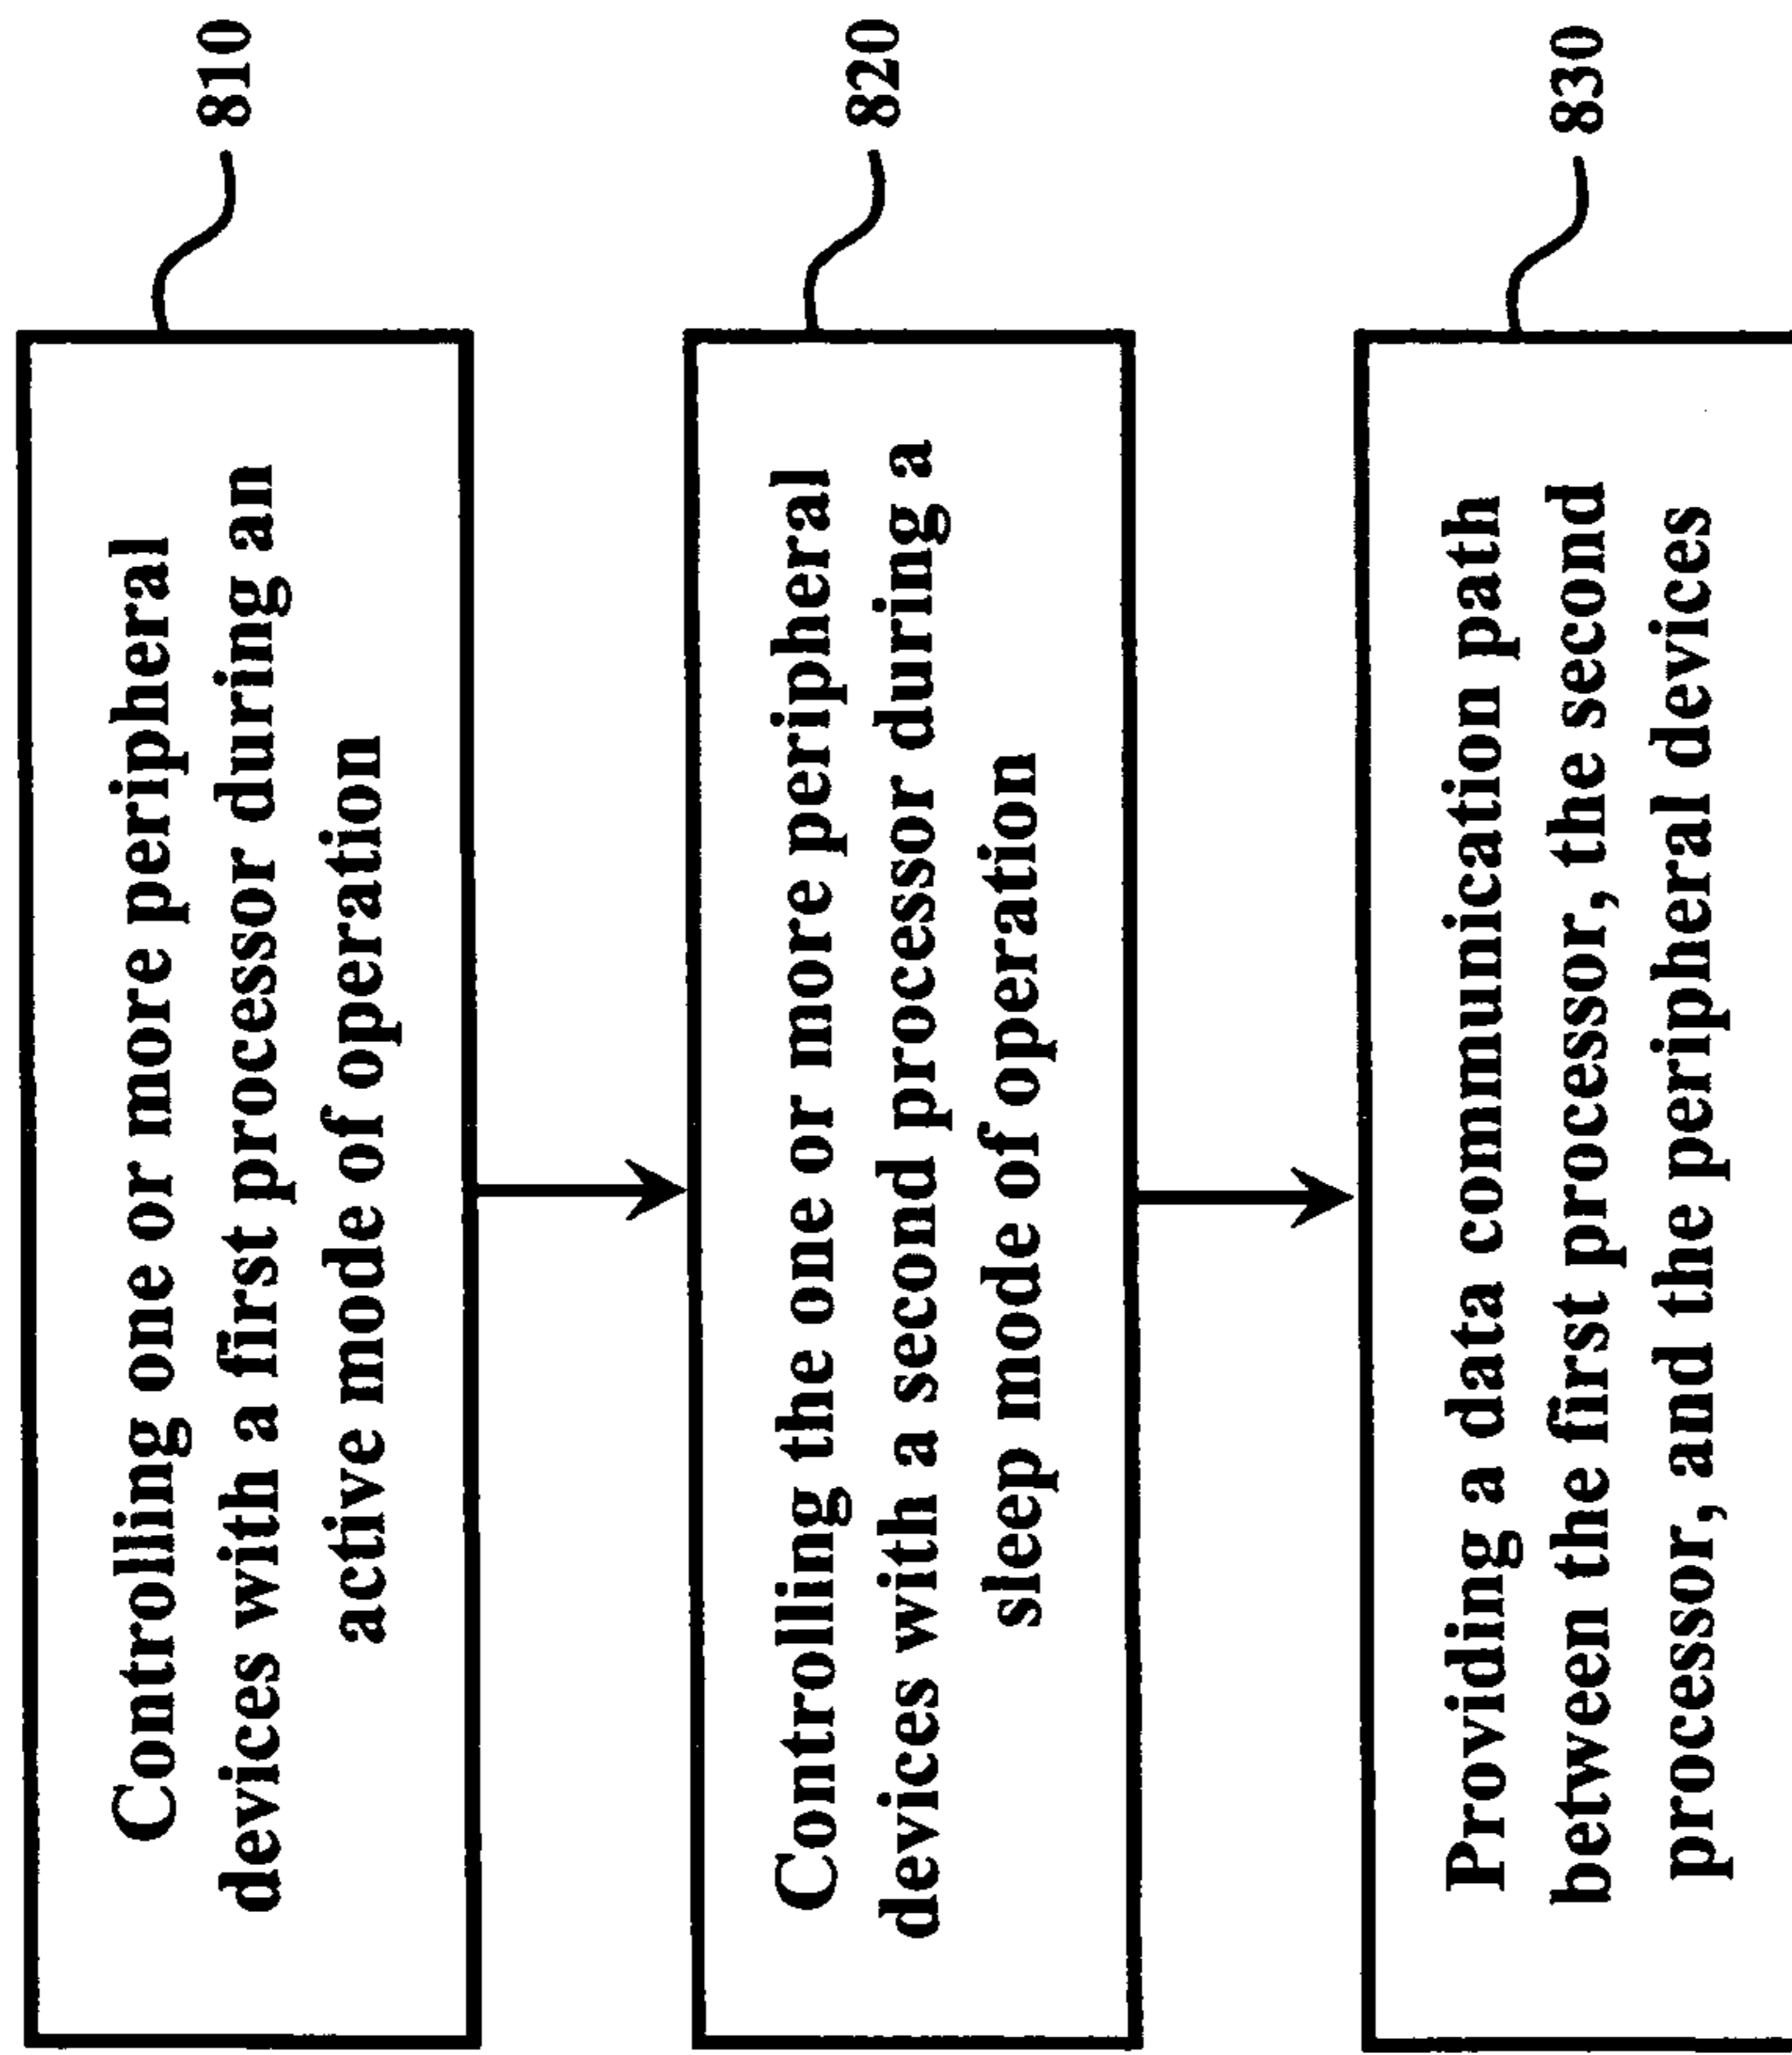 Controlling one or more peripheral
devices with a first processor during an
active mode of operation
810
Controlling the one or more peripheral
devices with a second processor during a
sleep mode of operation
820
Providing a data communication path
between the first processor, the second
processor, and the peripheral devices
830